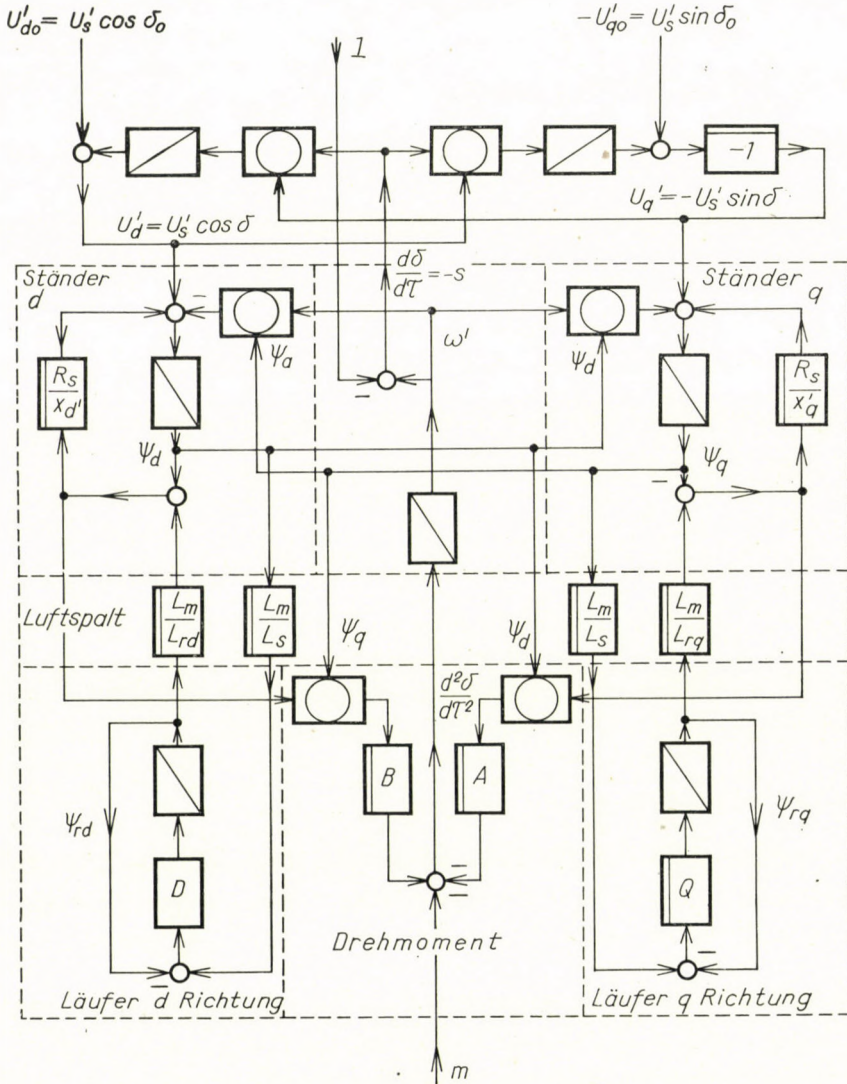 U'do = U's cos δo
1
-U'qo = U's sin δo
-1
U'd = U's cos δ
Uq' = -U's sin δ
Ständer
d
dδ/dτ = -s
Ständer
q
−
ω'
ψa
ψd
Rs/xd'
Rs/x'q
−
ψd
ψq
−
Luftspalt
Lm/Lrd
Lm/Ls
ψq
ψd
Lm/Ls
Lm/Lrq
d²δ/dτ²
B
A
ψrd
ψrq
D
Q
−
−
Drehmoment
−
−
Läufer d Richtung
Läufer q Richtung
m